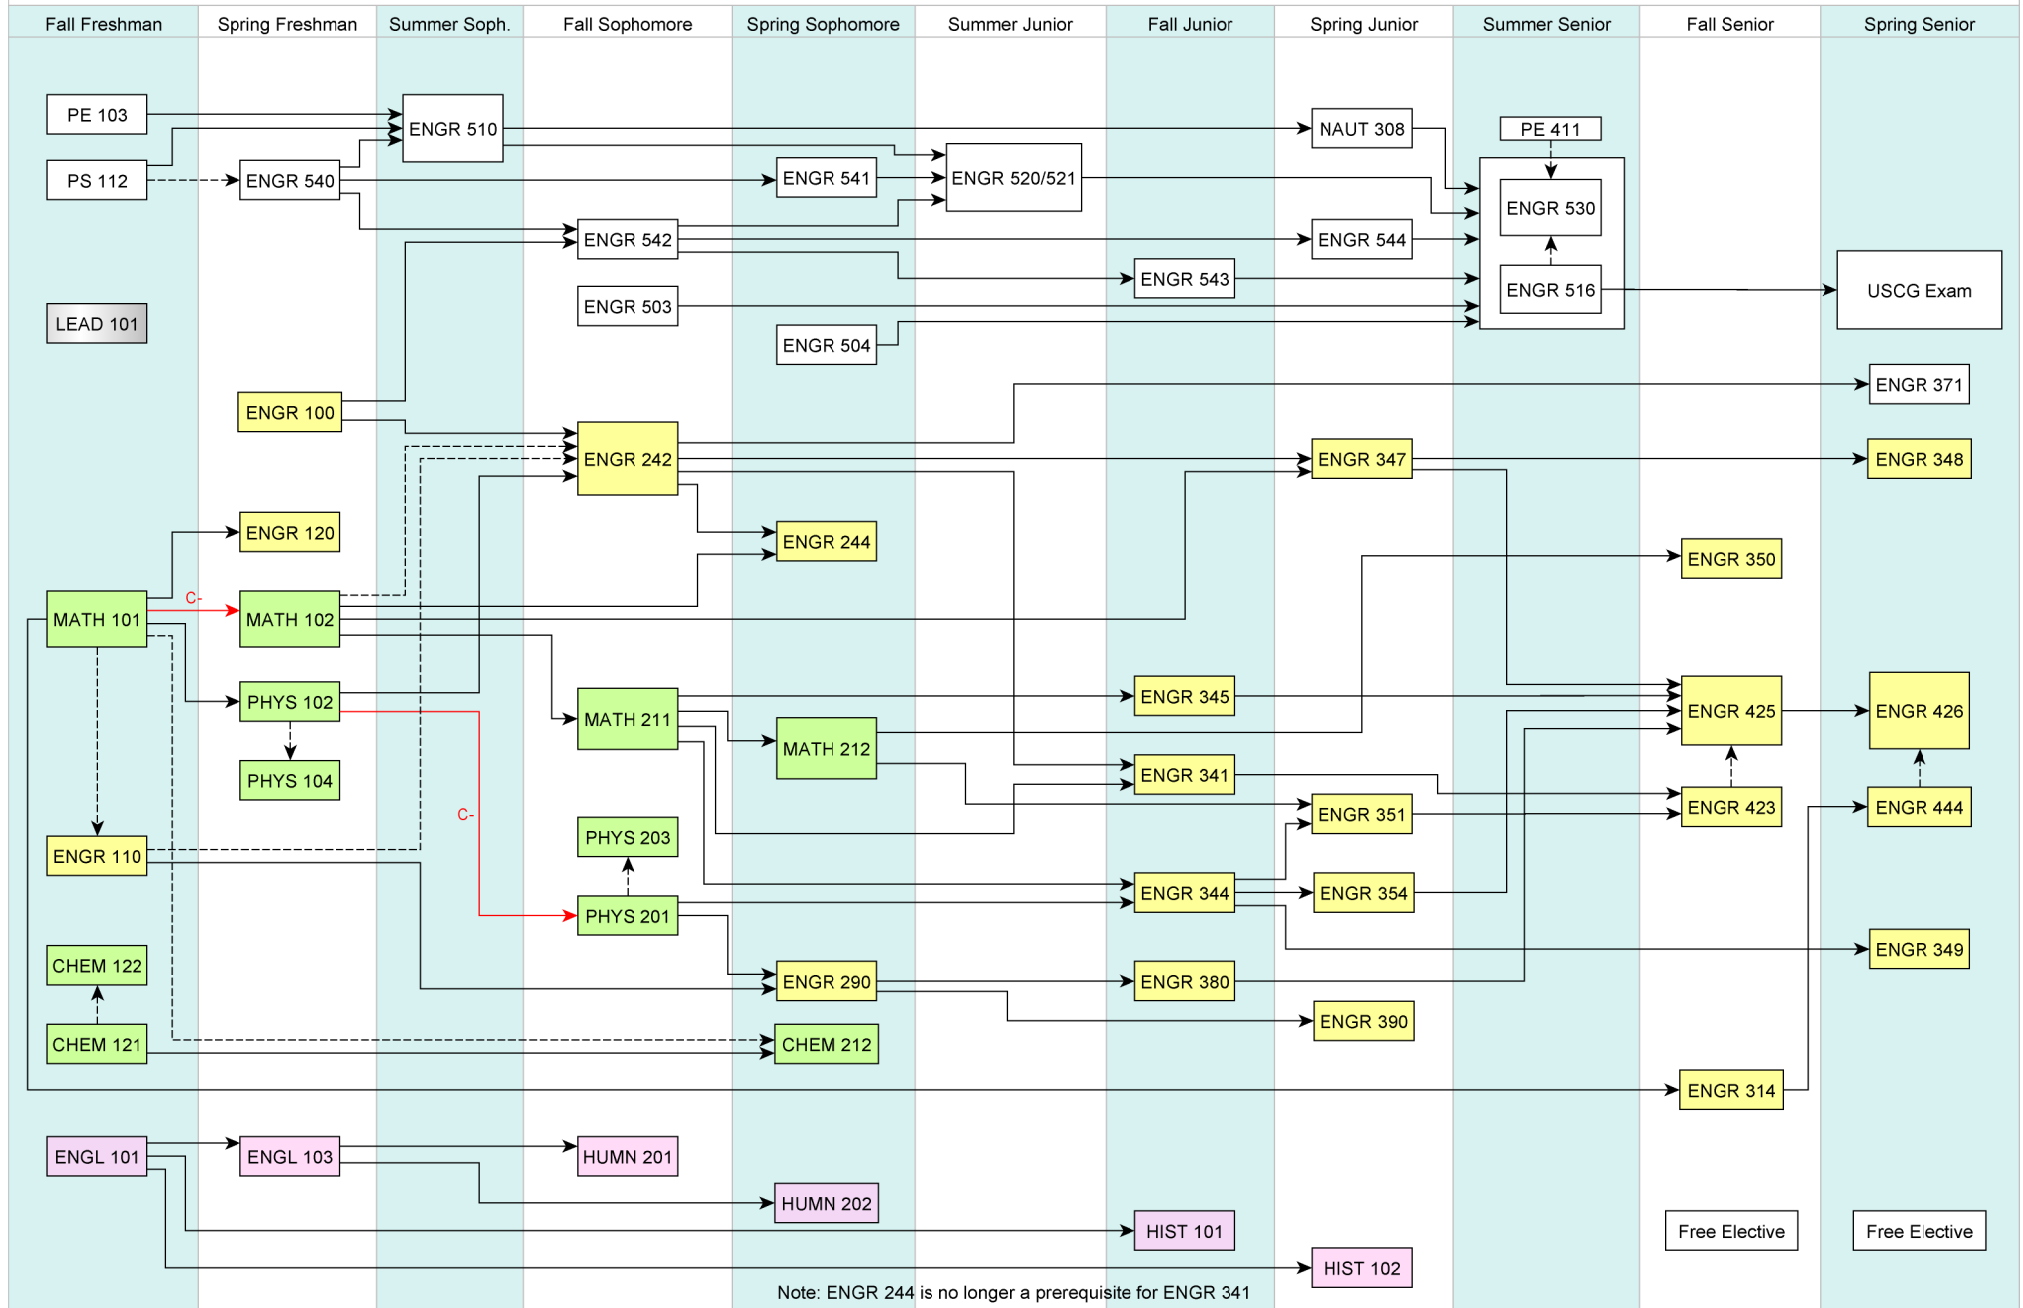 Fall Freshman
Spring Freshman
Summer Soph.
Fall Sophomore
Spring Sophomore
Summer Junior
Fall Junior
Spring Junior
Summer Senior
Fall Senior
Spring Senior
PE 103
ENGR 510
NAUT 308
PE 411
PS 112
ENGR 540
ENGR 541
ENGR 520/521
ENGR 530
ENGR 542
ENGR 544
ENGR 543
ENGR 516
USCG Exam
ENGR 503
LEAD 101
ENGR 504
ENGR 371
ENGR 100
ENGR 242
ENGR 347
ENGR 348
ENGR 120
ENGR 244
ENGR 350
C-
MATH 101
MATH 102
PHYS 102
ENGR 345
MATH 211
ENGR 425
ENGR 426
MATH 212
PHYS 104
ENGR 341
C-
ENGR 351
ENGR 423
ENGR 444
PHYS 203
ENGR 110
ENGR 344
ENGR 354
PHYS 201
ENGR 349
CHEM 122
ENGR 290
ENGR 380
ENGR 390
CHEM 121
CHEM 212
ENGR 314
ENGL 101
ENGL 103
HUMN 201
HUMN 202
HIST 101
Free Elective
Free Elective
HIST 102
Note: ENGR 244 is no longer a prerequisite for ENGR 341